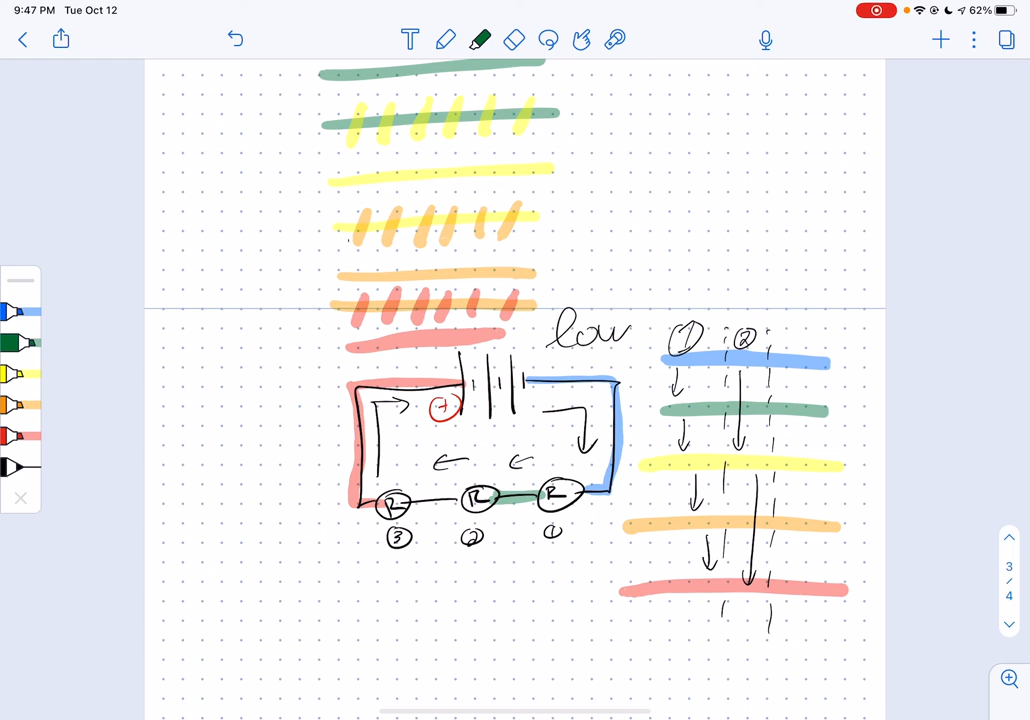 9:47 PM Tue Oct 12
62%
T
low
① ②
+
R R R
③ ② ①
3
/
4